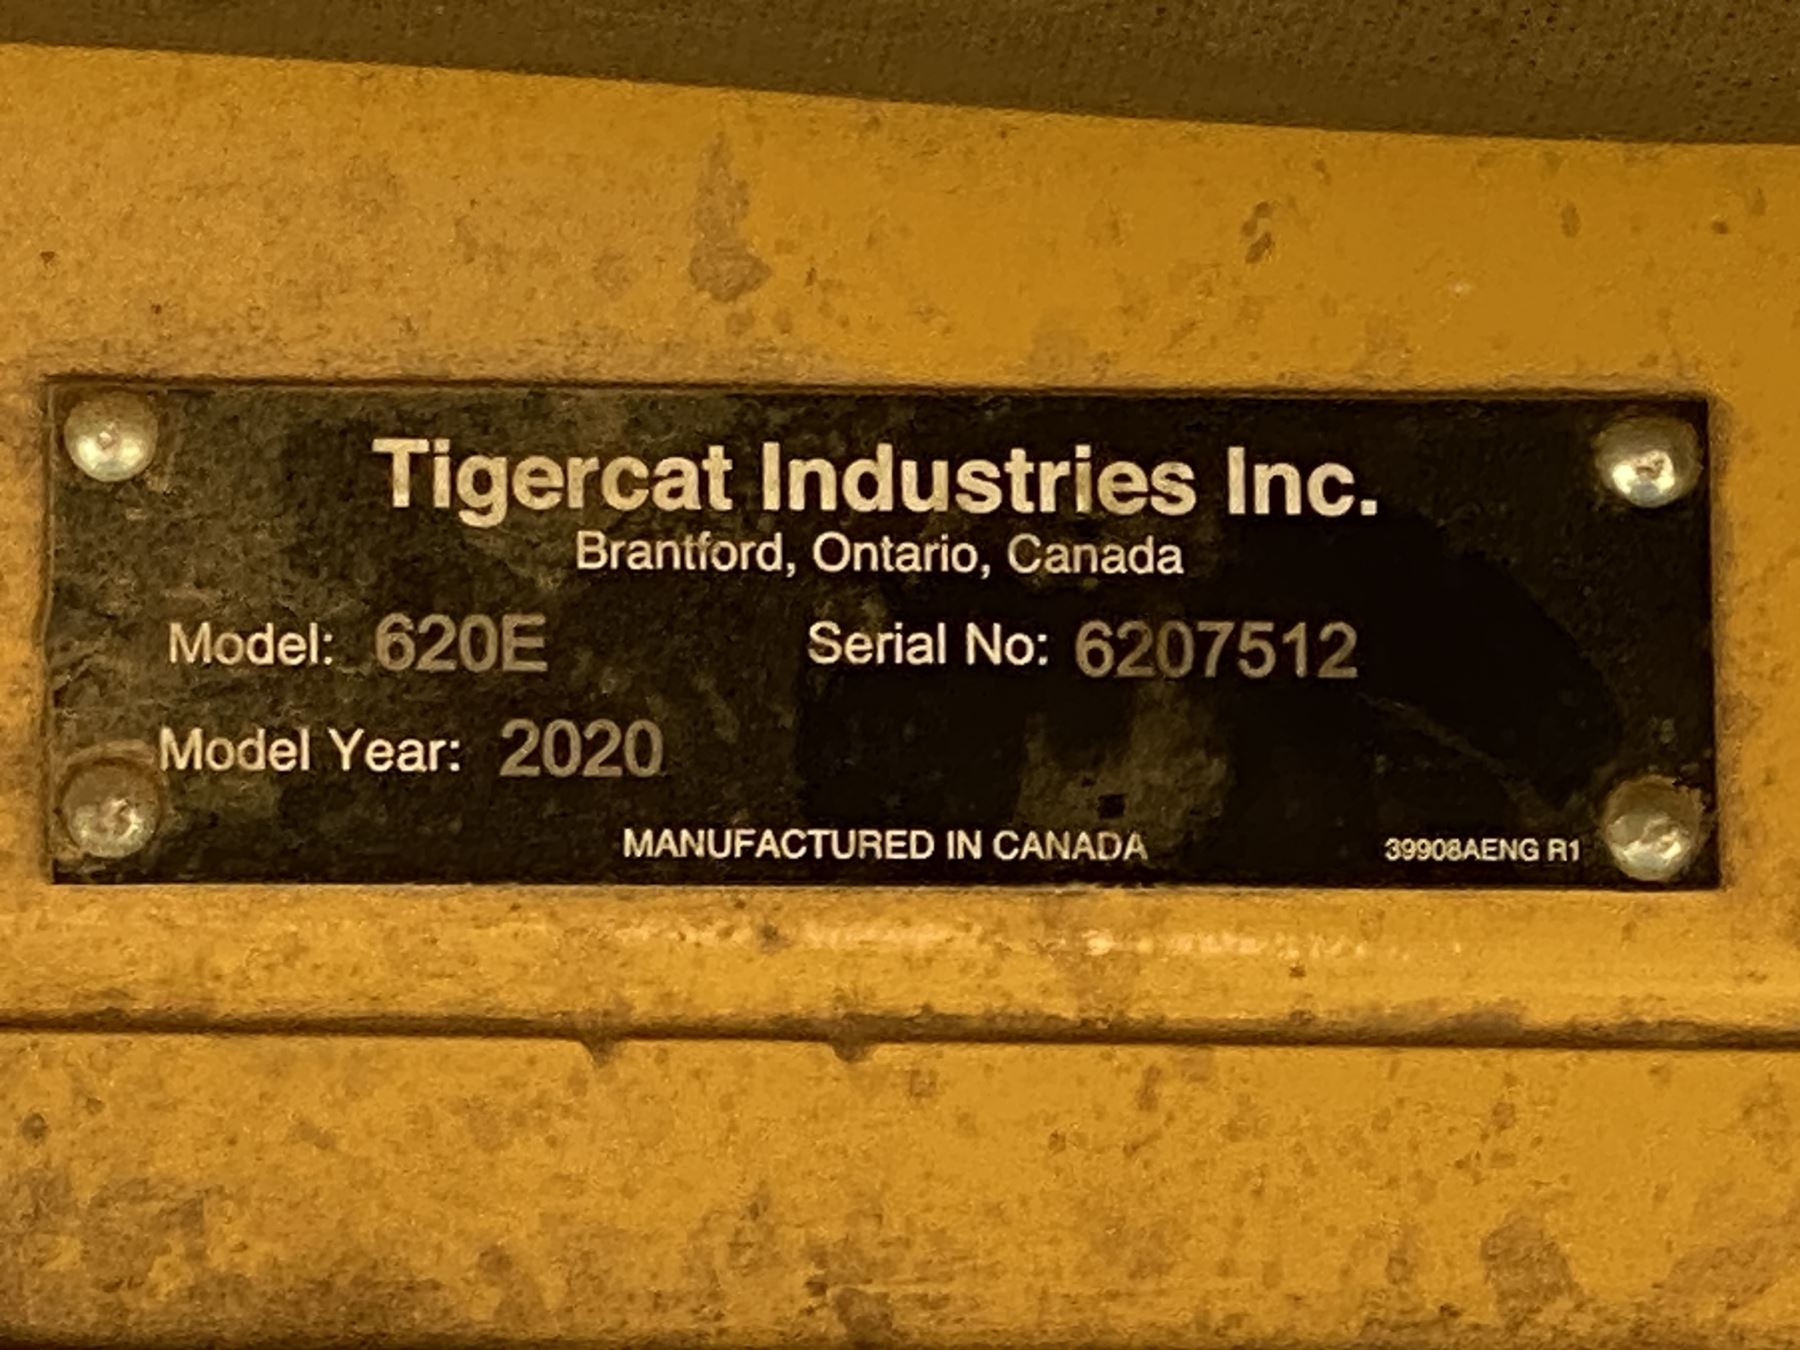 Tigercat Industries Inc.
Brantford, Ontario, Canada
Model: 620E Serial No: 6207512
Model Year: 2020
MANUFACTURED IN CANADA 39908AENG R1